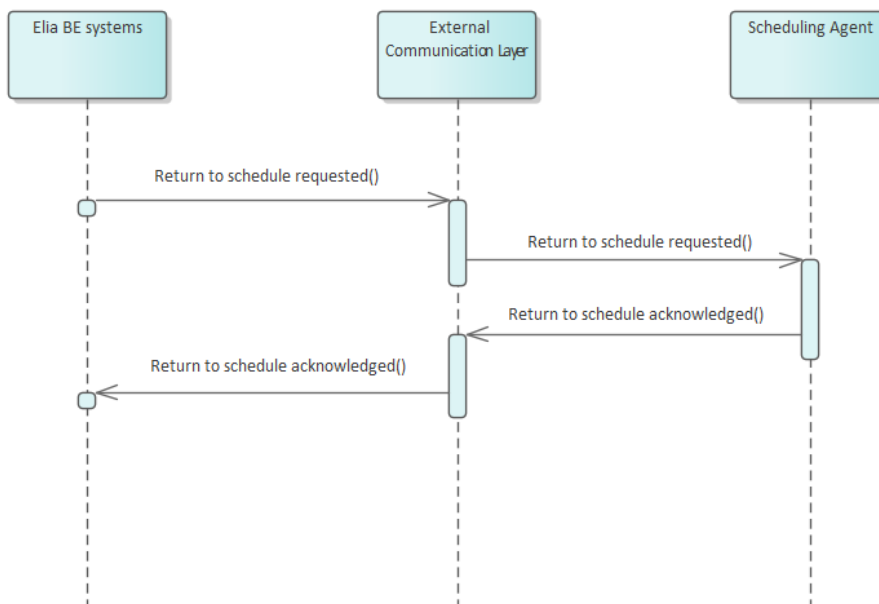 Elia BE systems
External
Communication Layer
Scheduling Agent
Return to schedule requested()
Return to schedule requested()
Return to schedule acknowledged()
Return to schedule acknowledged()